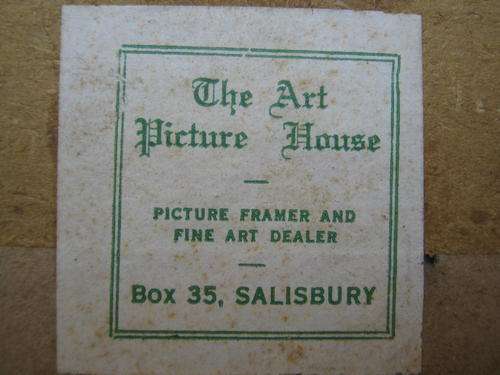 The Art
Picture House
PICTURE FRAMER AND
FINE ART DEALER
Box 35, SALISBURY